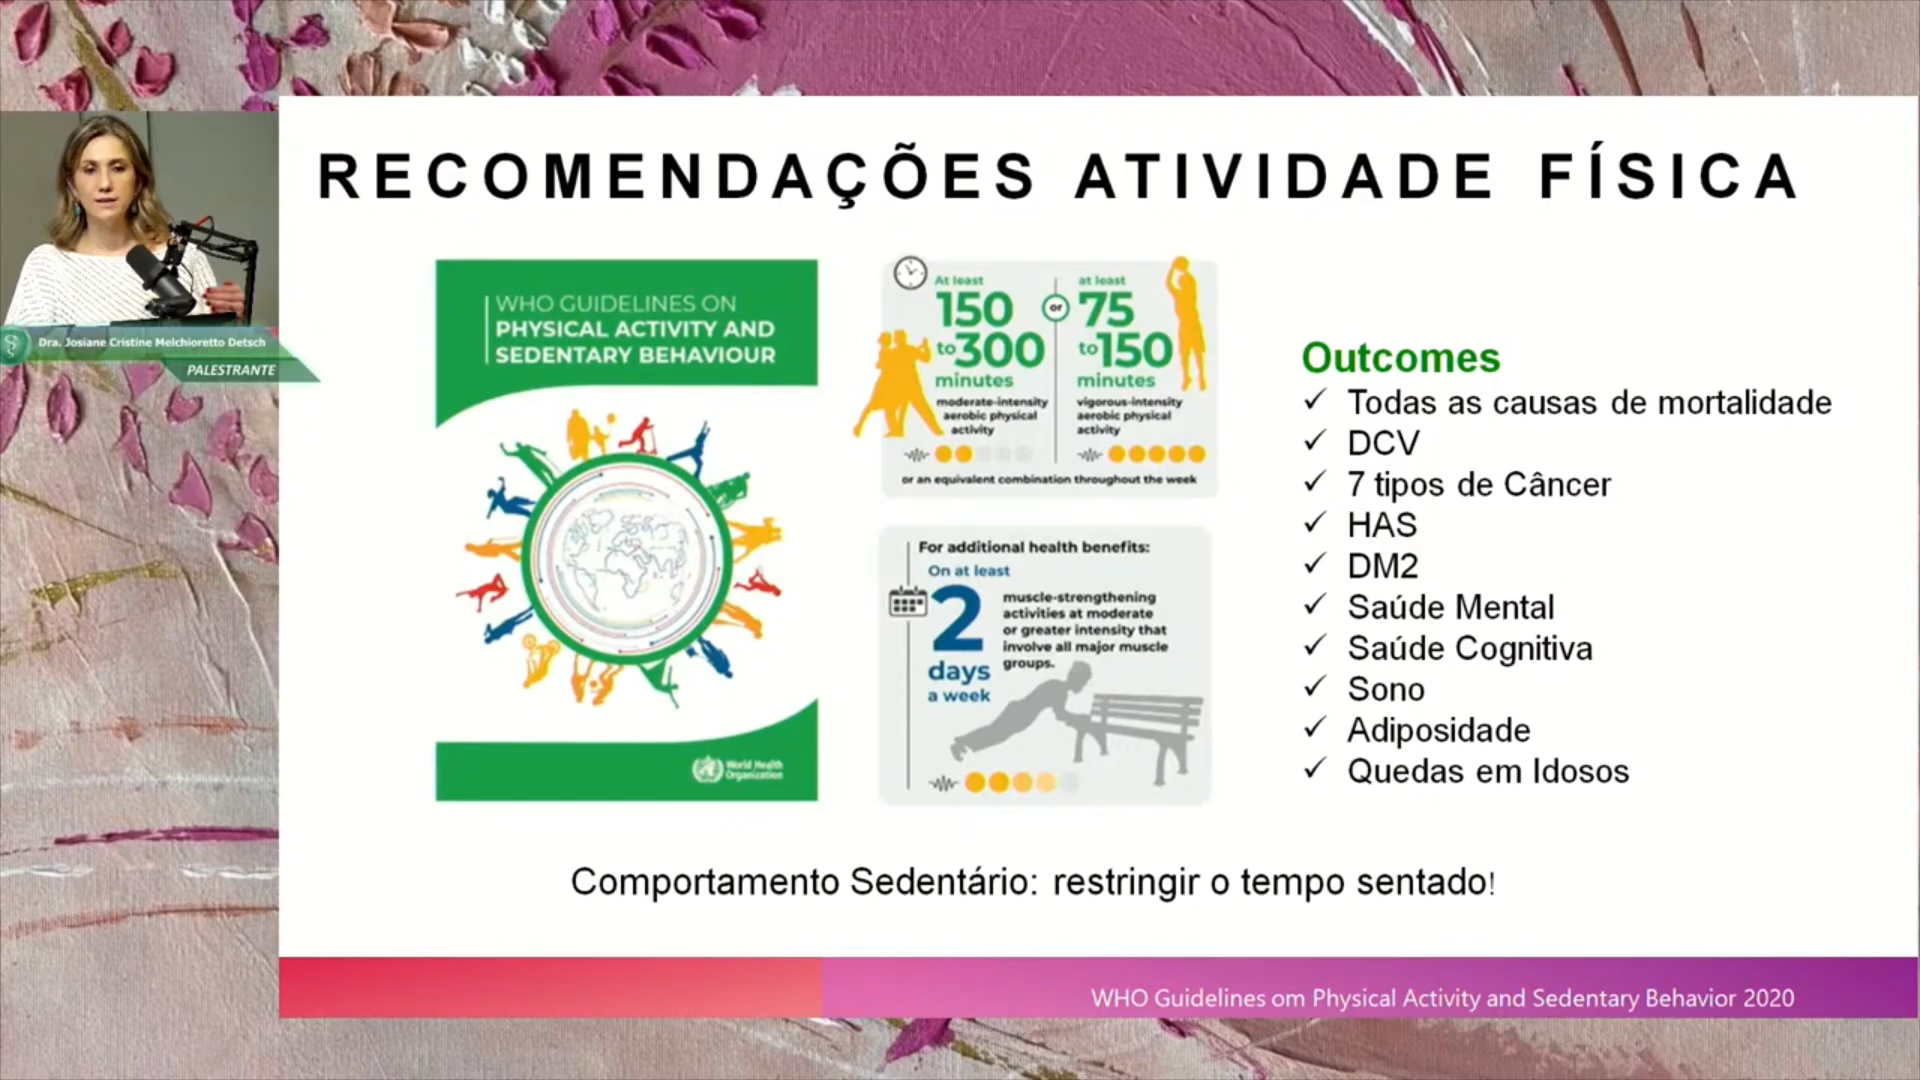 RECOMENDAÇÕES ATIVIDADE FÍSICA
Dra. Josiane Cristine Melchioretto Detsch
PALESTRANTE
WHO GUIDELINES ON
PHYSICAL ACTIVITY AND
SEDENTARY BEHAVIOUR
World Health
Organization
At least
150
to 300
minutes
moderate-intensity
aerobic physical
activity
or
at least
75
to 150
minutes
vigorous-intensity
aerobic physical
activity
or an equivalent combination throughout the week
For additional health benefits:
On at least
2
days
a week
muscle-strengthening
activities at moderate
or greater intensity that
involve all major muscle
groups.
Outcomes
✓ Todas as causas de mortalidade
✓ DCV
✓ 7 tipos de Câncer
✓ HAS
✓ DM2
✓ Saúde Mental
✓ Saúde Cognitiva
✓ Sono
✓ Adiposidade
✓ Quedas em Idosos
Comportamento Sedentário: restringir o tempo sentado!
WHO Guidelines om Physical Activity and Sedentary Behavior 2020